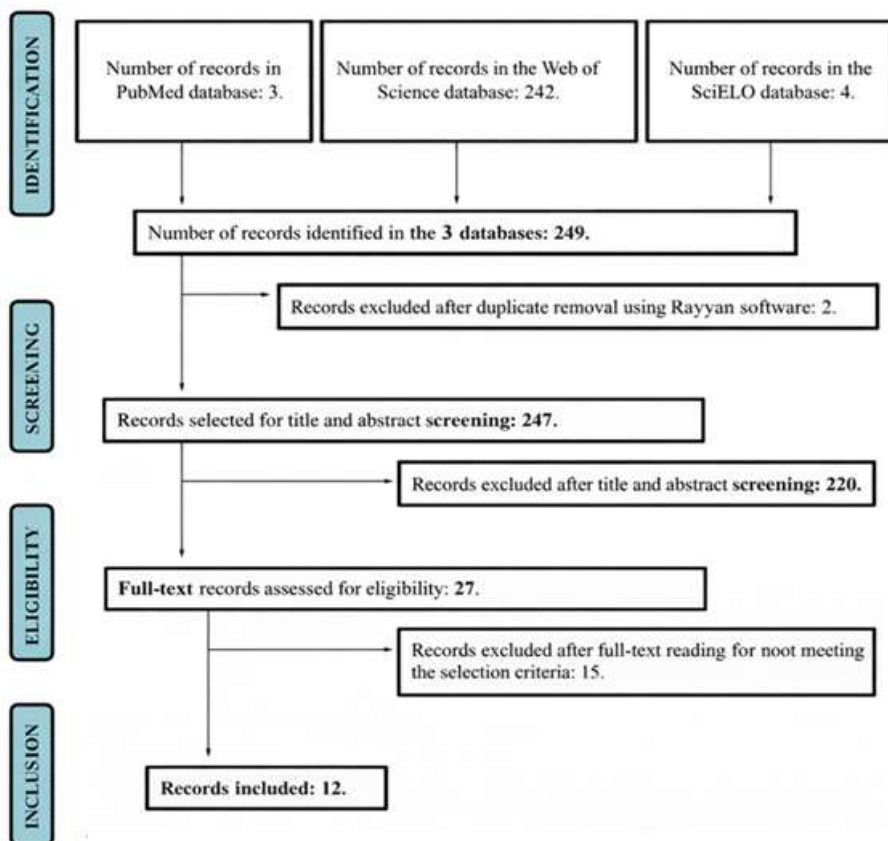 IDENTIFICATION
Number of records in
PubMed database: 3.
Number of records in the Web of
Science database: 242.
Number of records in the
SciELO database: 4.
Number of records identified in the 3 databases: 249.
Records excluded after duplicate removal using Rayyan software: 2.
SCREENINC
Records selected for title and abstract screening: 247.
Records excluded after title and abstract screening: 220.
ELIGIBILITY
Full-text records assessed for eligibility: 27.
Records excluded after full-text reading for noot meeting
the selection criteria: 15.
INCLUSION
Records included: 12.